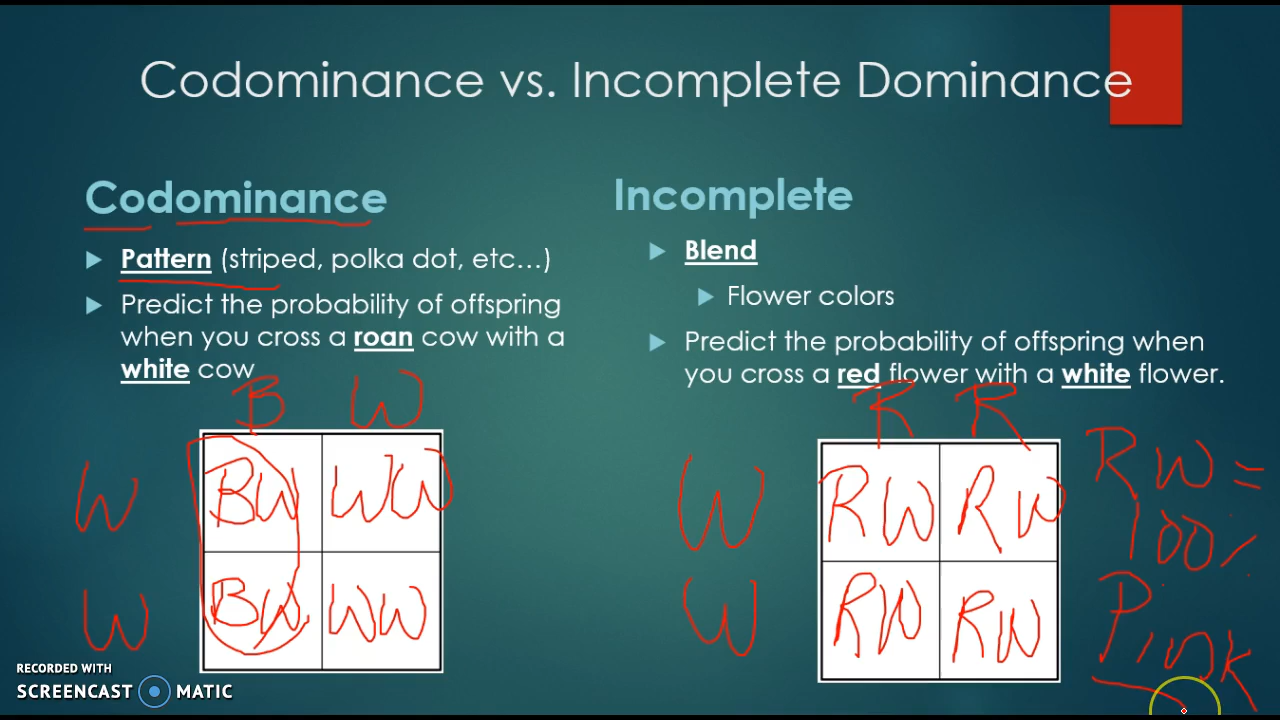 Codominance vs. Incomplete Dominance
Codominance
Pattern (striped, polka dot, etc...)
Predict the probability of offspring
when you cross a roan cow with a
white cow
B W
W BW WW
W BW WW
Incomplete
Blend
Flower colors
Predict the probability of offspring when
you cross a red flower with a white flower.
R R
W RW RW
W RW RW
RW =
100%
Pink
RECORDED WITH
SCREENCAST MATIC